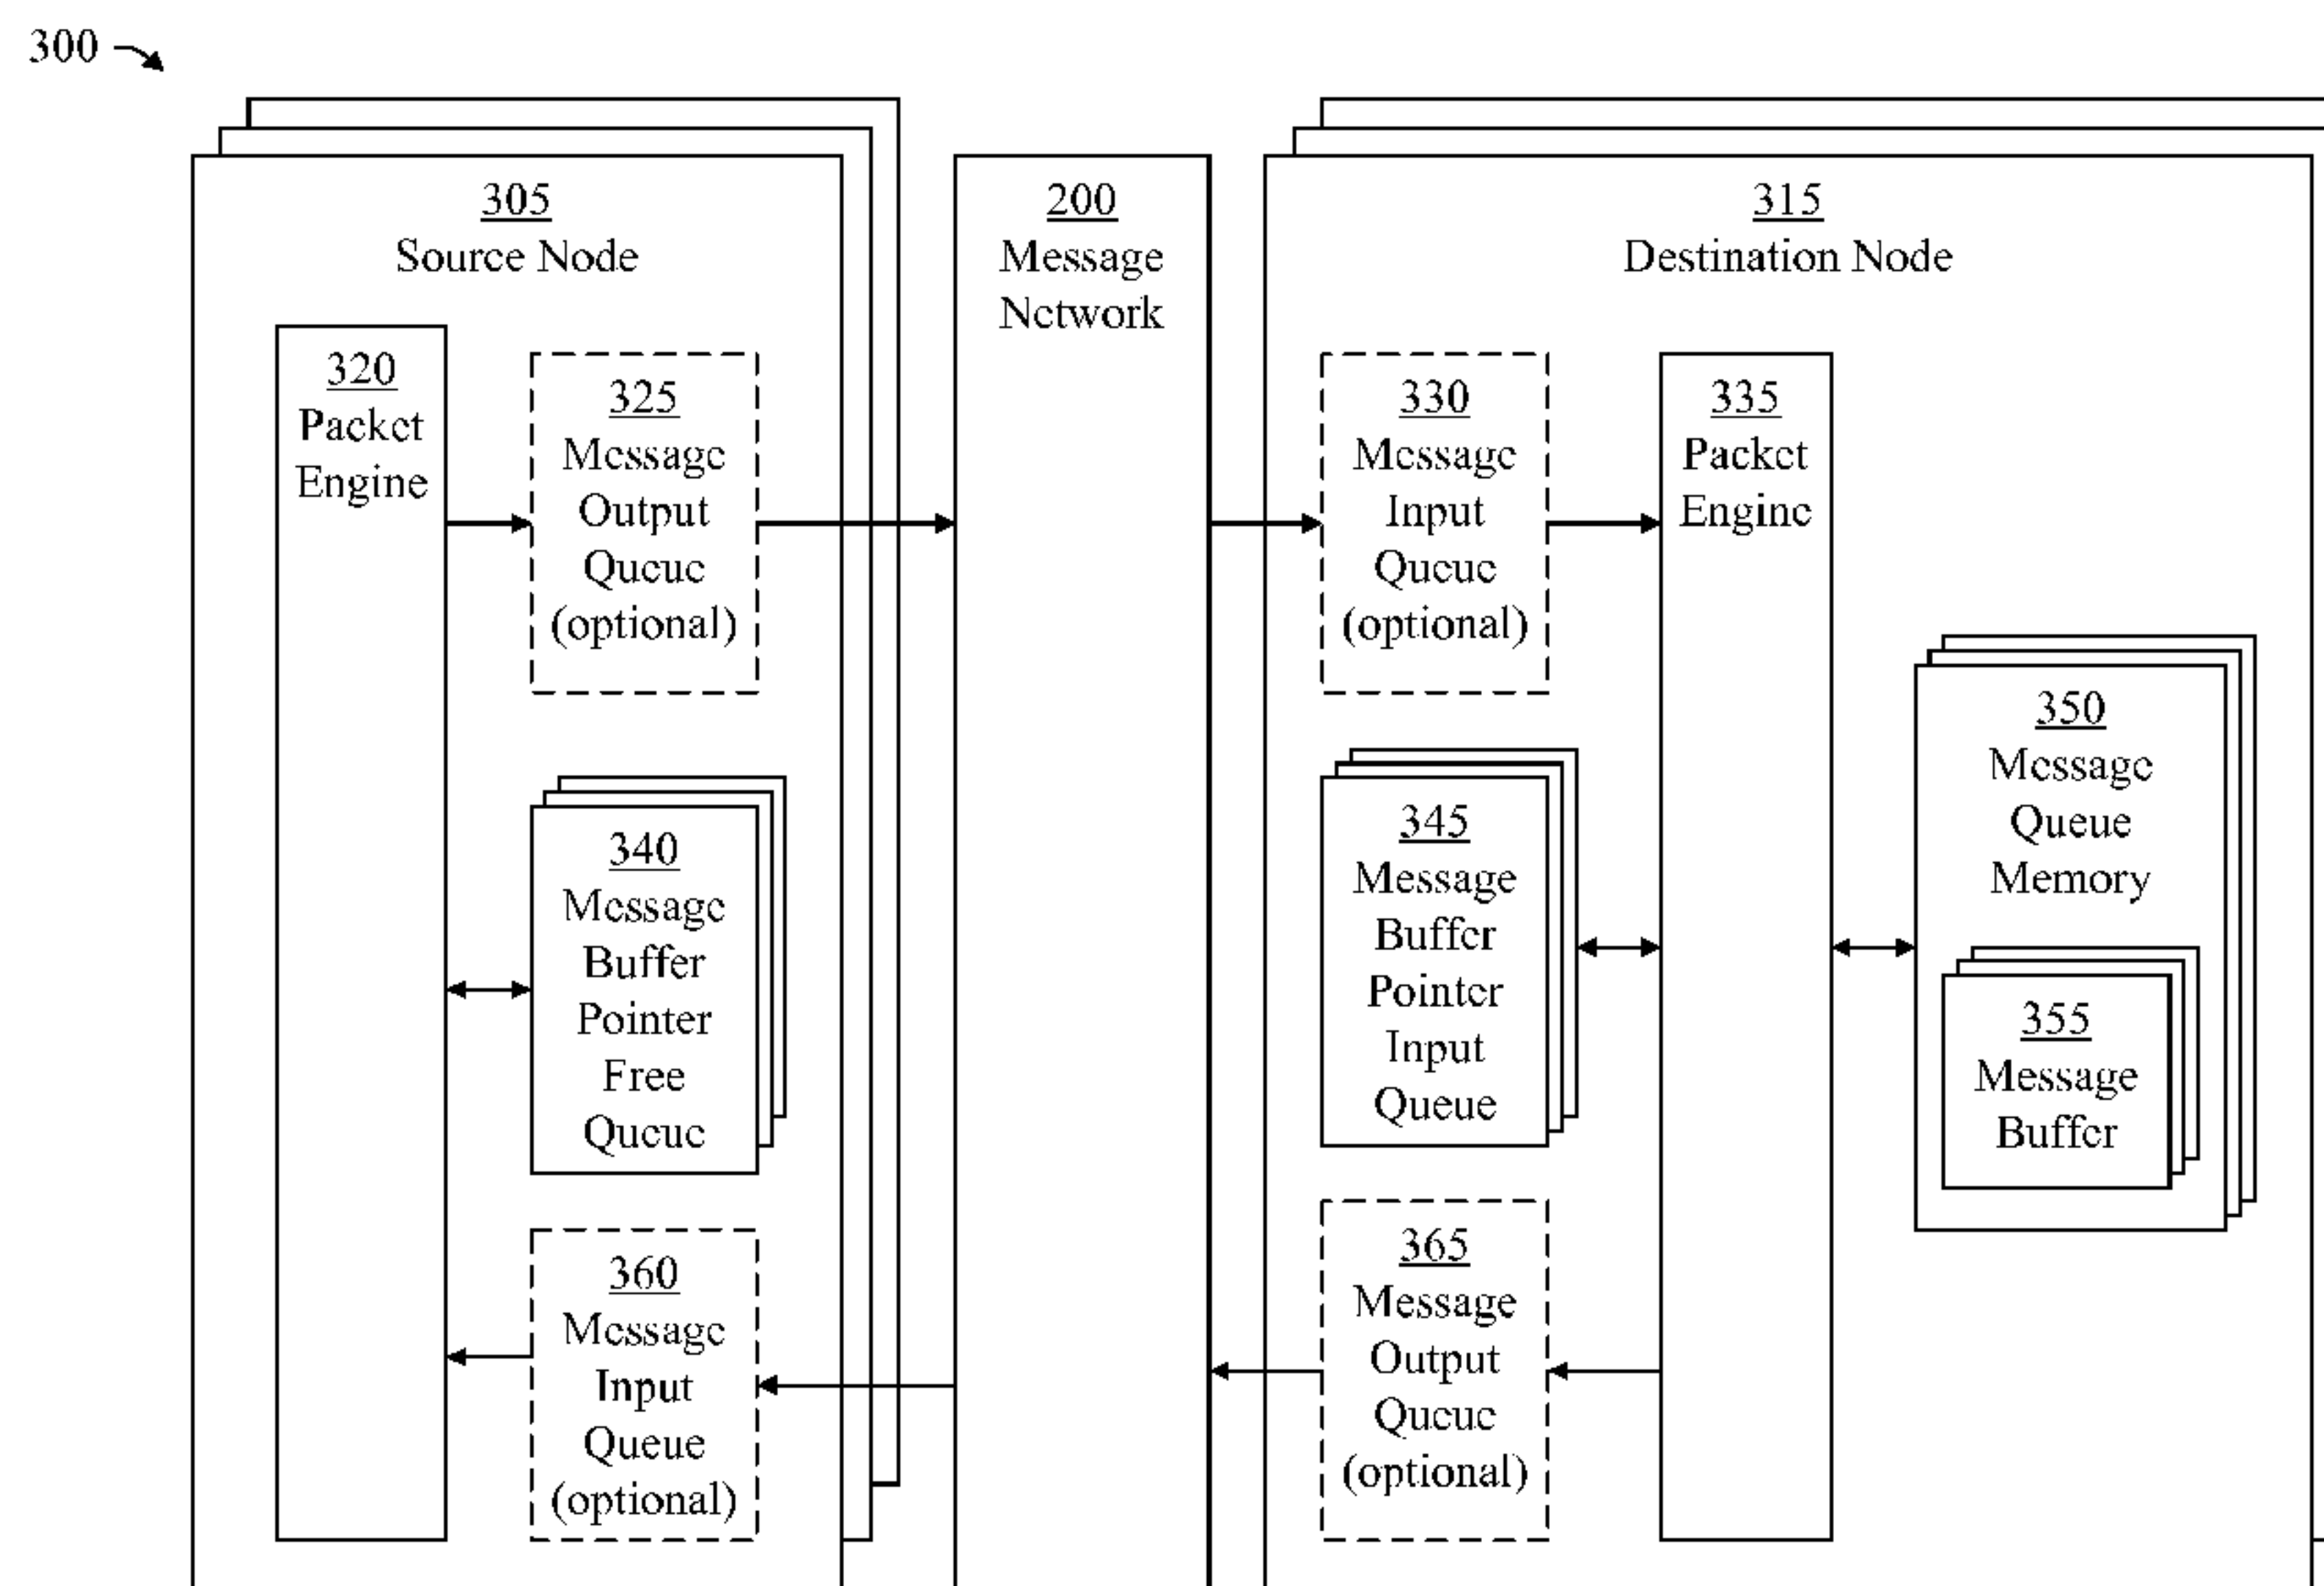 300
305
Source Node
320
Packet
Engine
325
Message
Output
Queue
(optional)
340
Message
Buffer
Pointer
Free
Queue
360
Message
Input
Queue
(optional)
200
Message
Network
315
Destination Node
330
Message
Input
Queue
(optional)
345
Message
Buffer
Pointer
Input
Queue
365
Message
Output
Queue
(optional)
335
Packet
Engine
350
Message
Queue
Memory
355
Message
Buffer